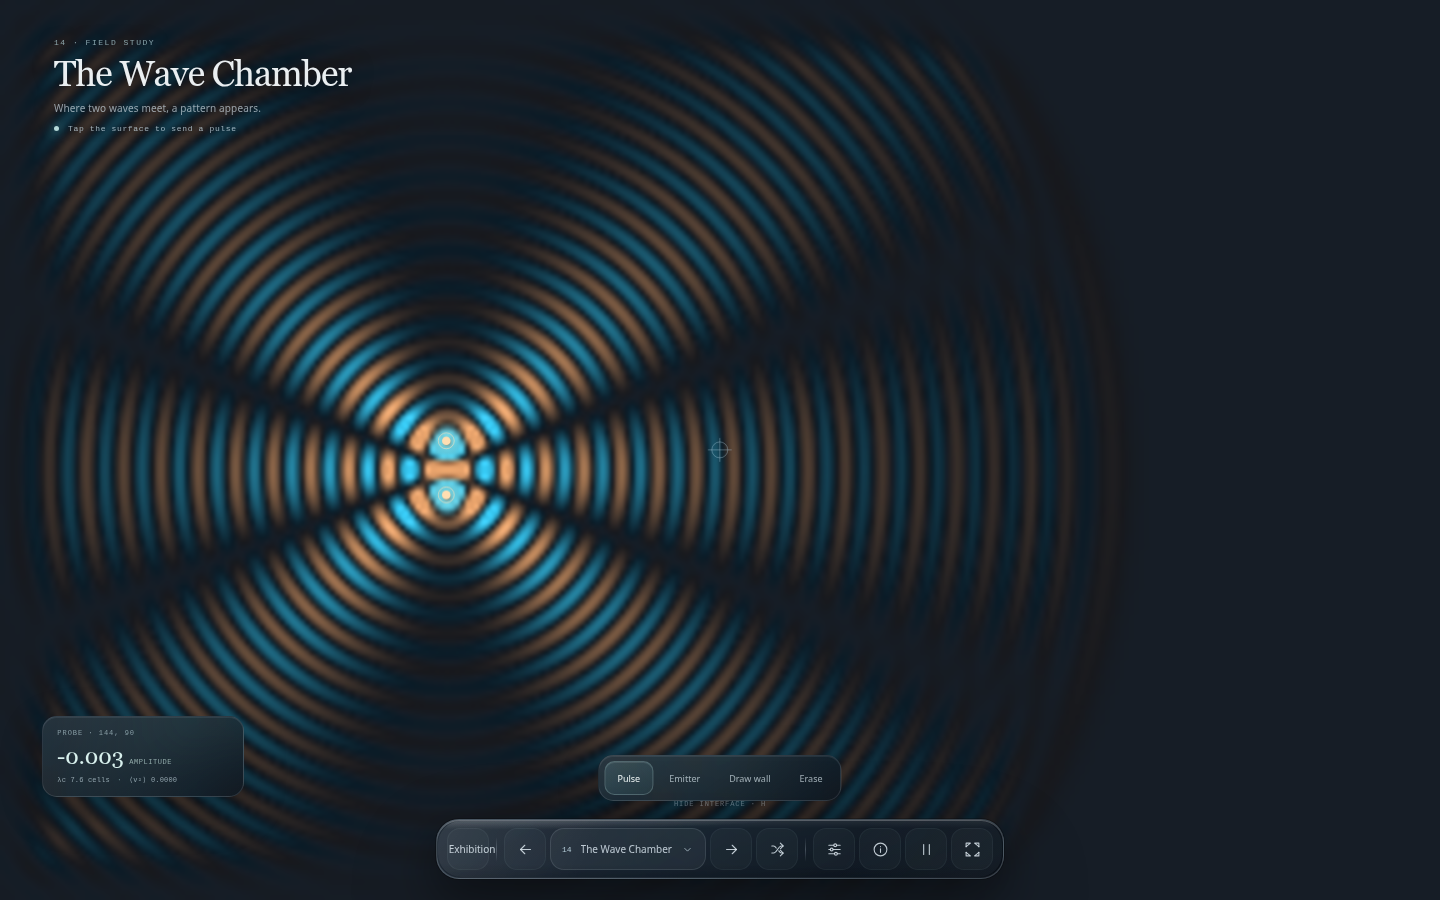 14 · FIELD STUDY
The Wave Chamber
Where two waves meet, a pattern appears.
Tap the surface to send a pulse
PROBE · 144, 90
-0.003 AMPLITUDE
λc 7.6 cells · ⟨v²⟩ 0.0000
Pulse Emitter Draw wall Erase
HIDE INTERFACE · H
Exhibition 14 The Wave Chamber